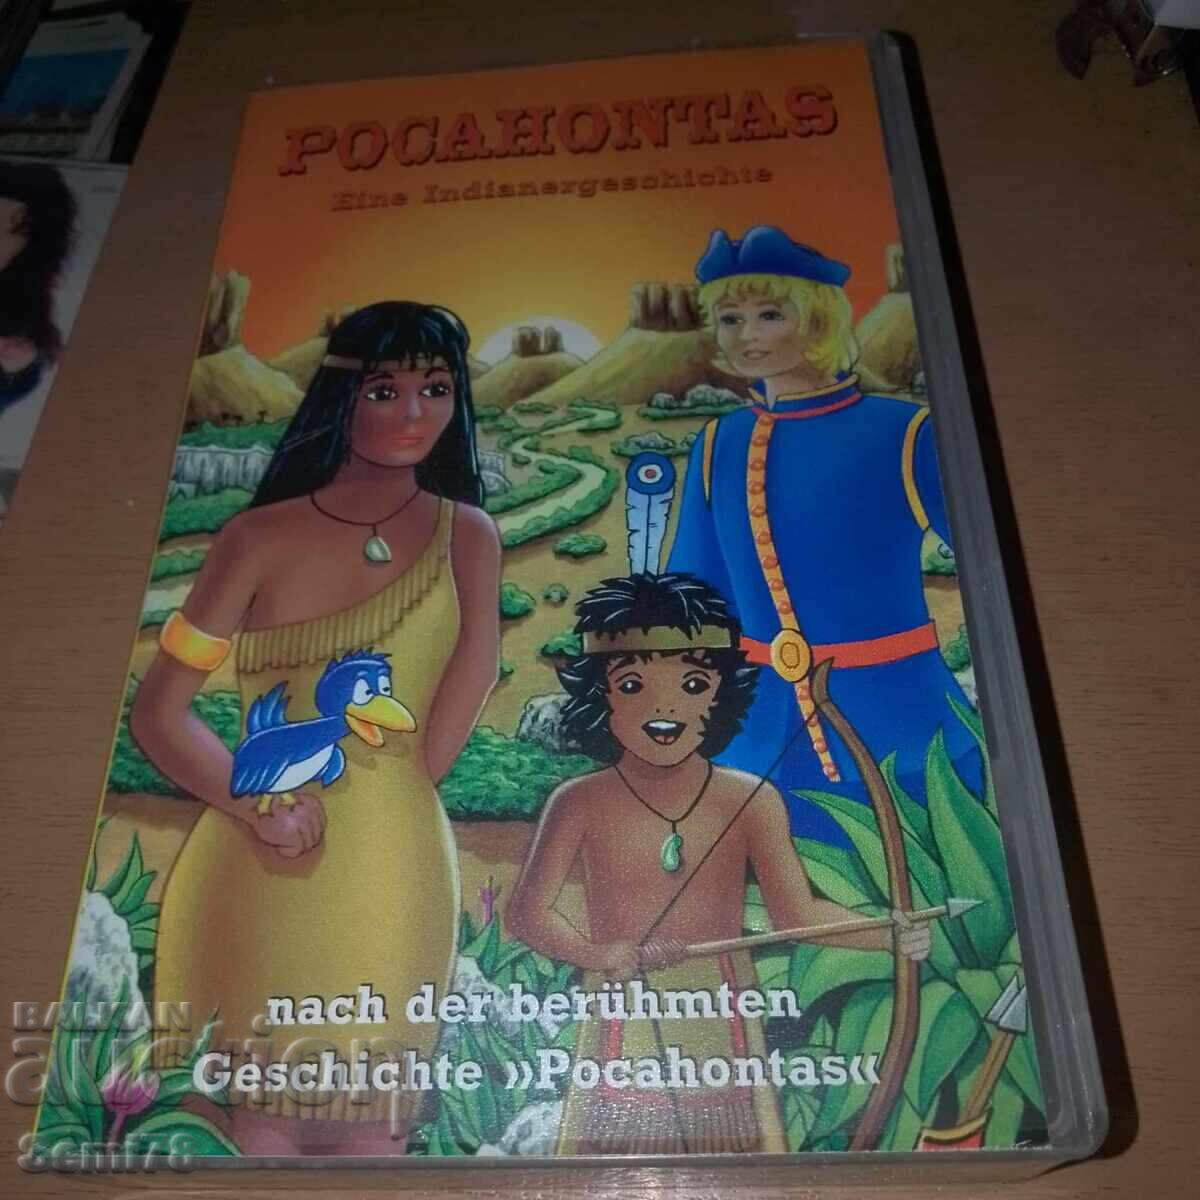 POCAHONTAS
Eine Indianergeschichte
nach der berühmten
Geschichte »Pocahontas«
BALKAN
auction
Semi78